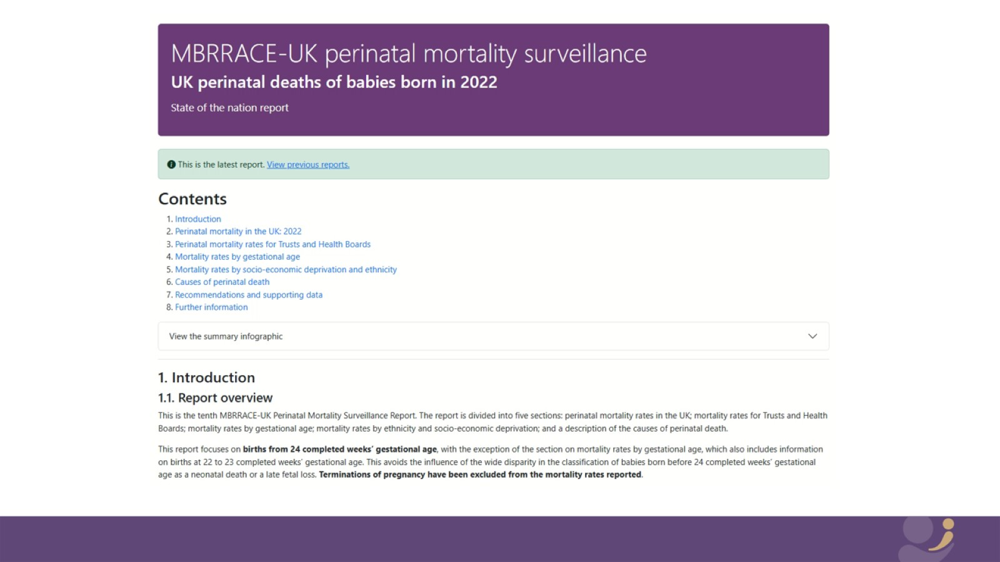 MBRRACE-UK perinatal mortality surveillance
UK perinatal deaths of babies born in 2022
State of the nation report
This is the latest report. View previous reports.
Contents
1. Introduction
2. Perinatal mortality in the UK: 2022
3. Perinatal mortality rates for Trusts and Health Boards
4. Mortality rates by gestational age
5. Mortality rates by socio-economic deprivation and ethnicity
6. Causes of perinatal death
7. Recommendations and supporting data
8. Further information
View the summary infographic
1. Introduction
1.1. Report overview
This is the tenth MBRRACE-UK Perinatal Mortality Surveillance Report. The report is divided into five sections: perinatal mortality rates in the UK; mortality rates for Trusts and Health
Boards; mortality rates by gestational age; mortality rates by ethnicity and socio-economic deprivation; and a description of the causes of perinatal death.
This report focuses on births from 24 completed weeks’ gestational age, with the exception of the section on mortality rates by gestational age, which also includes information
on births at 22 to 23 completed weeks’ gestational age. This avoids the influence of the wide disparity in the classification of babies born before 24 completed weeks’ gestational
age as a neonatal death or a late fetal loss. Terminations of pregnancy have been excluded from the mortality rates reported.